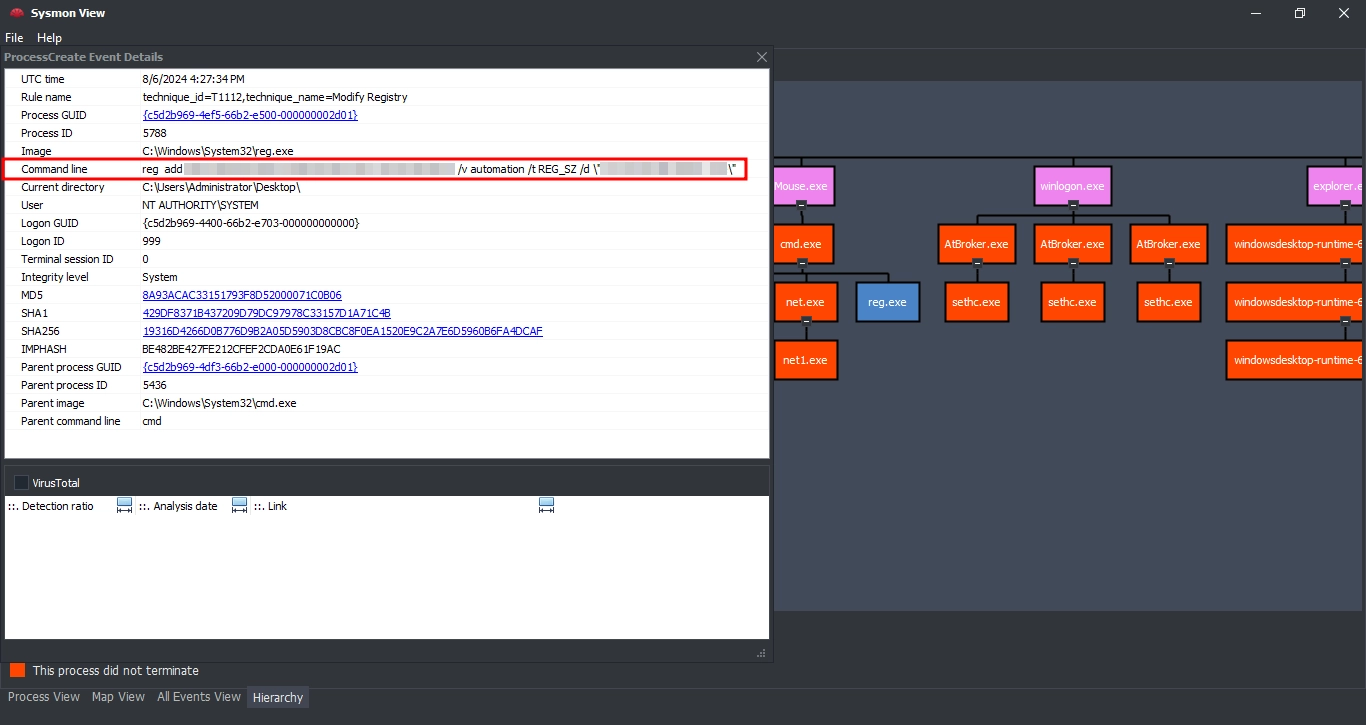 Sysmon View
File Help
ProcessCreate Event Details
UTC time 8/6/2024 4:27:34 PM
Rule name technique_id=T1112,technique_name=Modify Registry
Process GUID {c5d2b969-4ef5-66b2-e500-000000002d01}
Process ID 5788
Image C:\Windows\System32\reg.exe
Command line reg add /v automation /t REG_SZ /d \" \"
Current directory C:\Users\Administrator\Desktop\
User NT AUTHORITY\SYSTEM
Logon GUID {c5d2b969-4400-66b2-e703-000000000000}
Logon ID 999
Terminal session ID 0
Integrity level System
MD5 8A93ACAC33151793F8D52000071C0B06
SHA1 429DF8371B437209D79DC97978C33157D1A71C4B
SHA256 19316D4266D0B776D9B2A05D5903D8CBC8F0EA1520E9C2A7E6D5960B6FA4DCAF
IMPHASH BE482BE427FE212CFEF2CDA0E61F19AC
Parent process GUID {c5d2b969-4df3-66b2-e000-000000002d01}
Parent process ID 5436
Parent image C:\Windows\System32\cmd.exe
Parent command line cmd
VirusTotal
::. Detection ratio ::. Analysis date ::. Link
Mouse.exe winlogon.exe explorer.e
cmd.exe AtBroker.exe AtBroker.exe AtBroker.exe windowsdesktop-runtime-6
net.exe reg.exe sethc.exe sethc.exe sethc.exe windowsdesktop-runtime-6
net1.exe windowsdesktop-runtime-6
This process did not terminate
Process View Map View All Events View Hierarchy